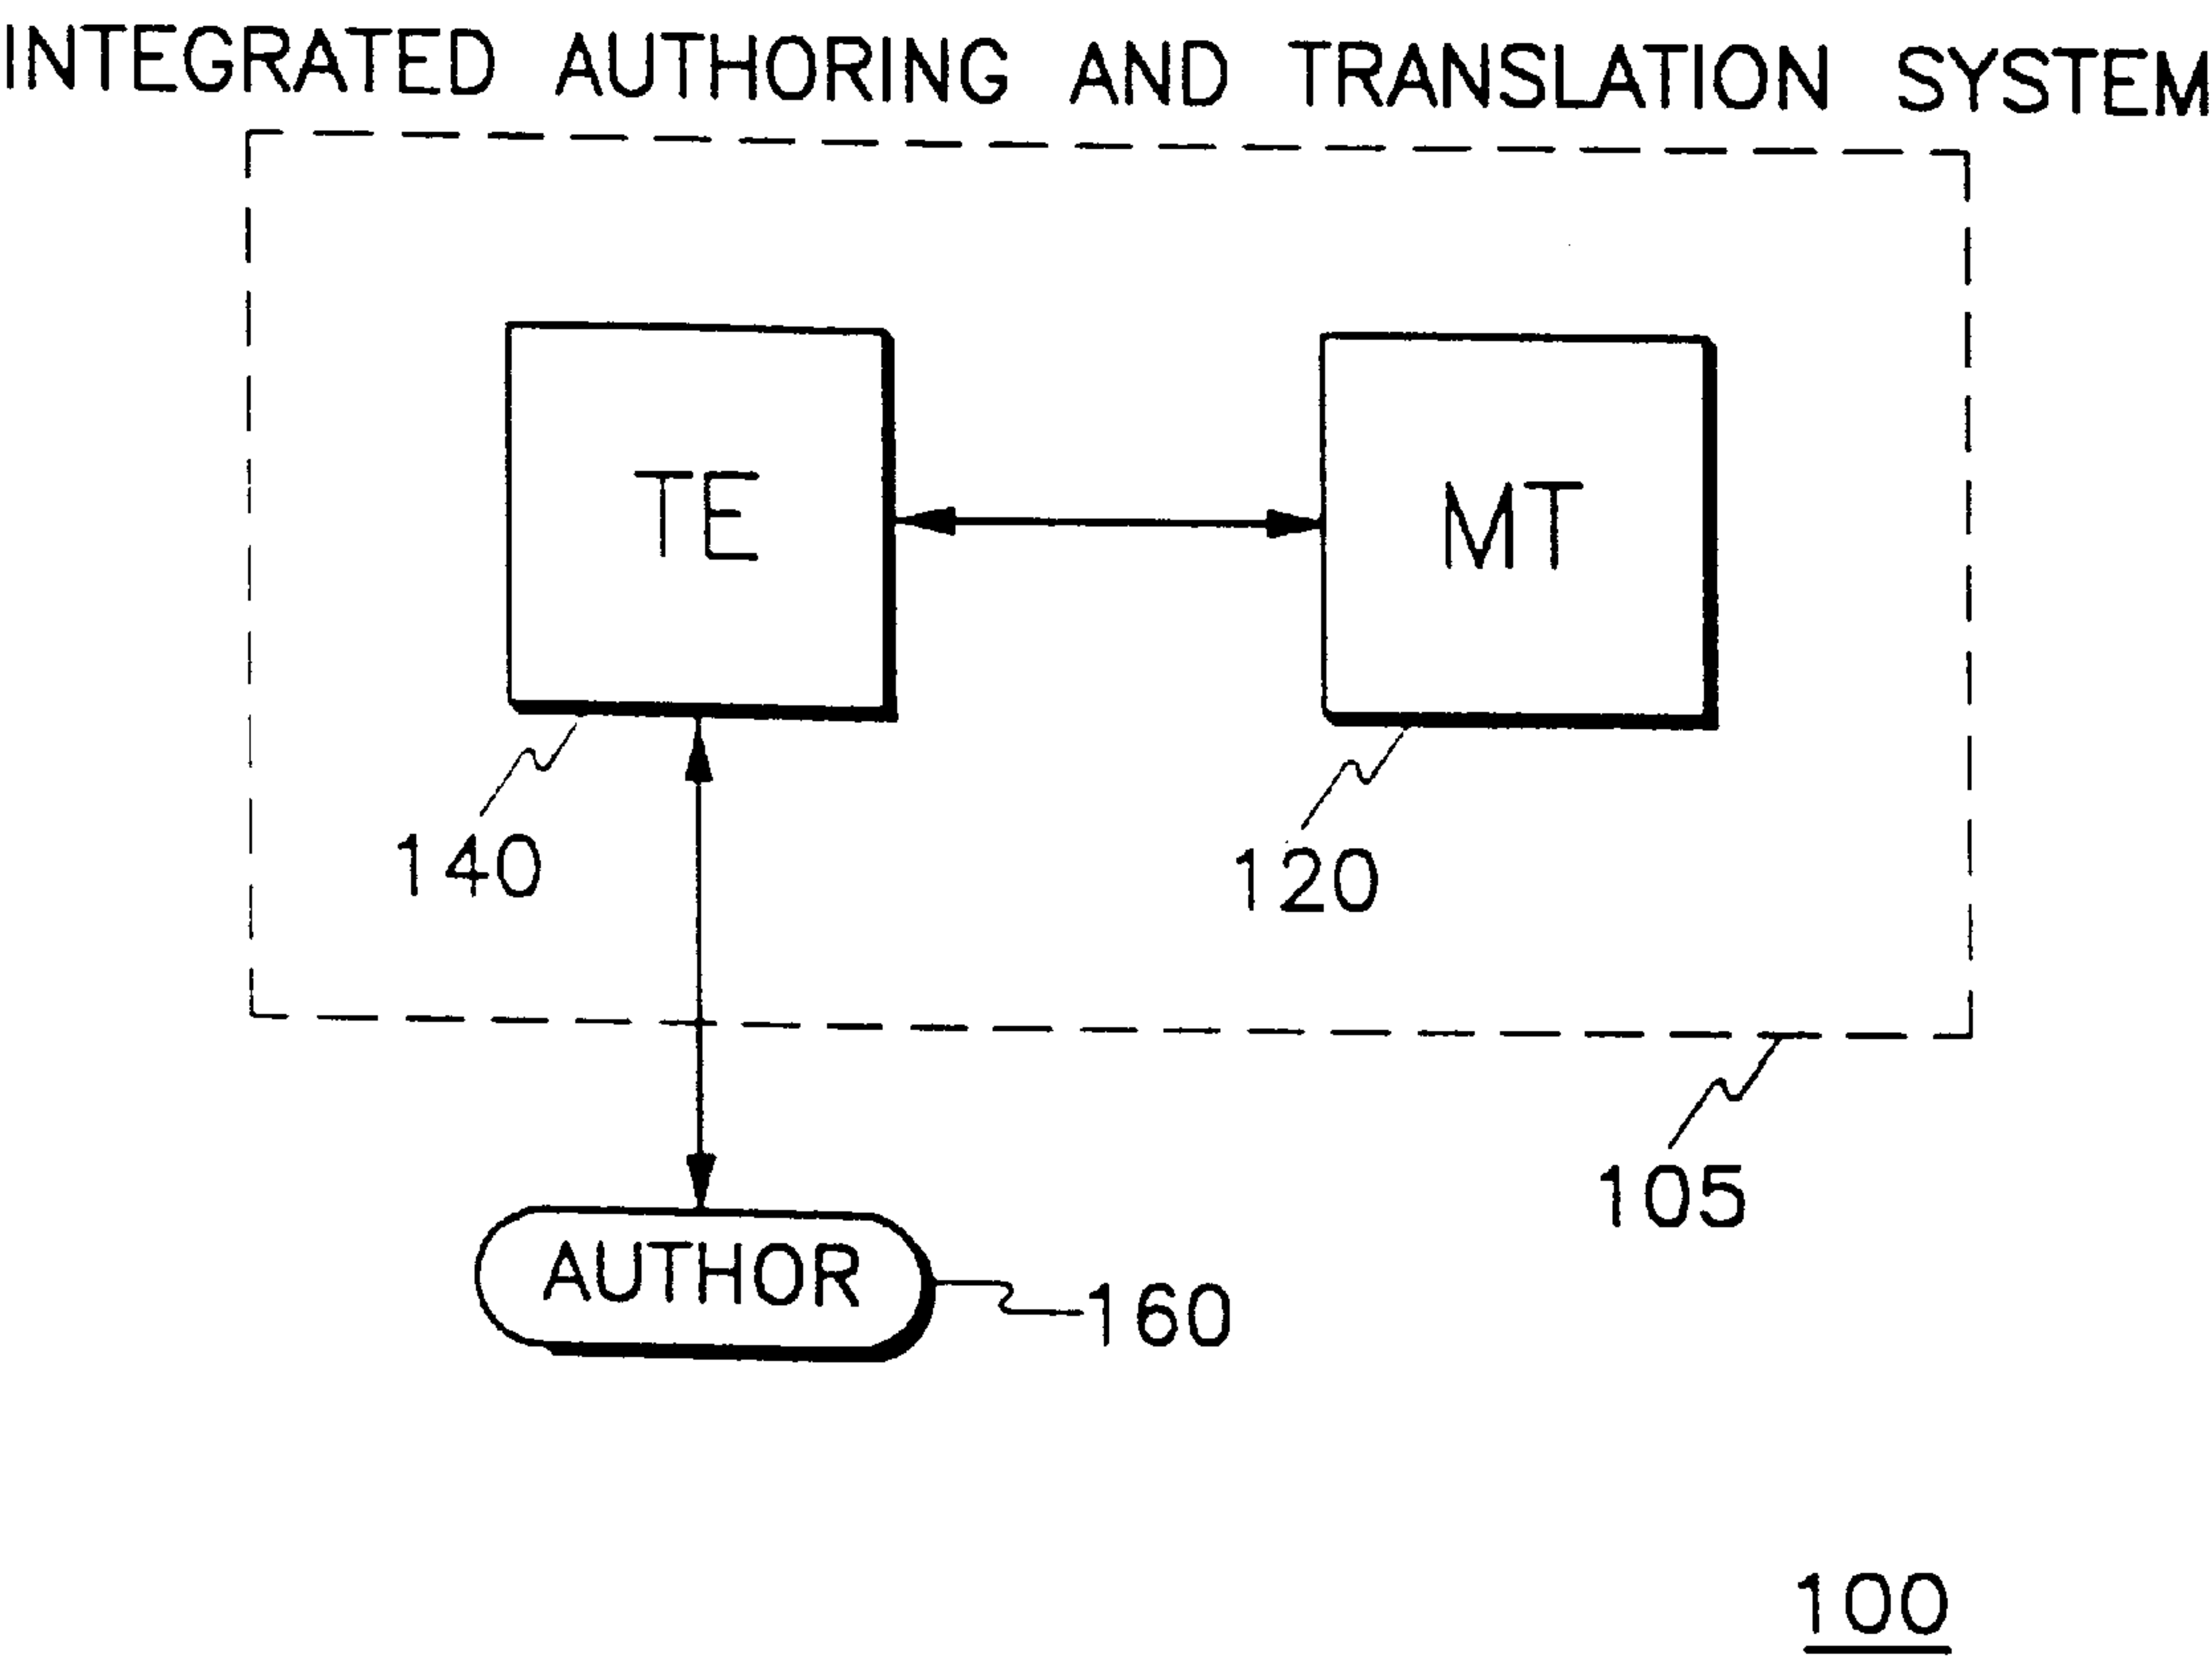 INTEGRATED AUTHORING AND TRANSLATION SYSTEM
TE
MT
140
120
105
AUTHOR
160
100